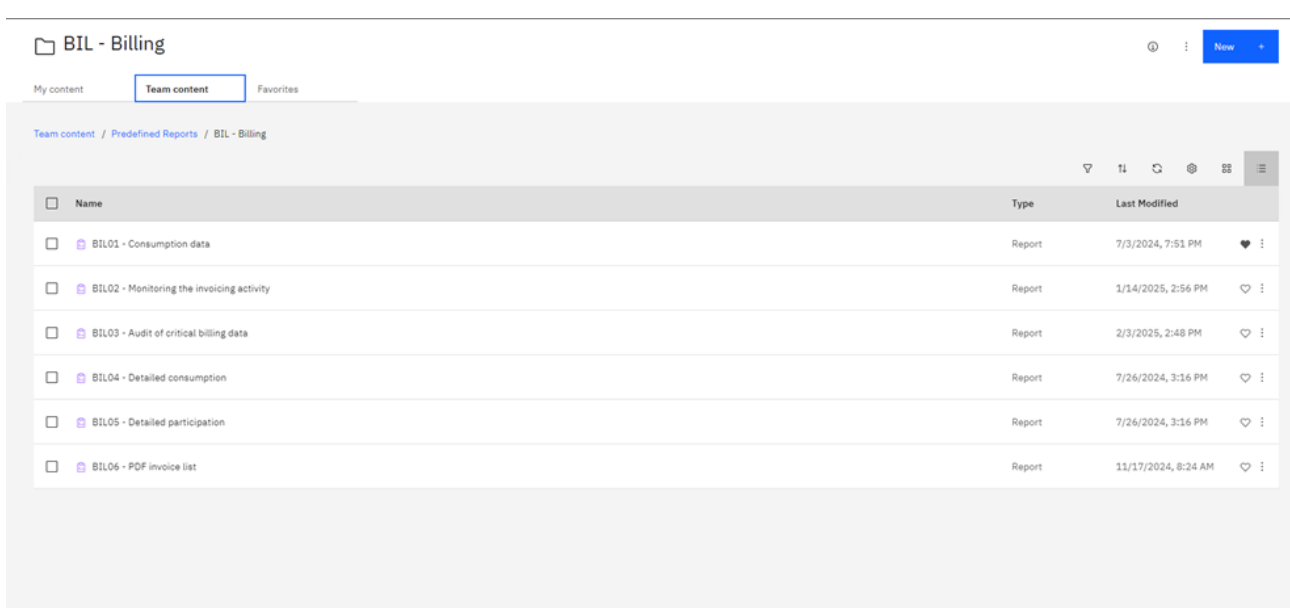 BIL - Billing
New +
My content Team content Favorites
Team content / Predefined Reports / BIL - Billing
Name Type Last Modified
BIL01 - Consumption data Report 7/3/2024, 7:51 PM
BIL02 - Monitoring the invoicing activity Report 1/14/2025, 2:56 PM
BIL03 - Audit of critical billing data Report 2/3/2025, 2:48 PM
BIL04 - Detailed consumption Report 7/26/2024, 3:16 PM
BIL05 - Detailed participation Report 7/26/2024, 3:16 PM
BIL06 - PDF invoice list Report 11/17/2024, 8:24 AM